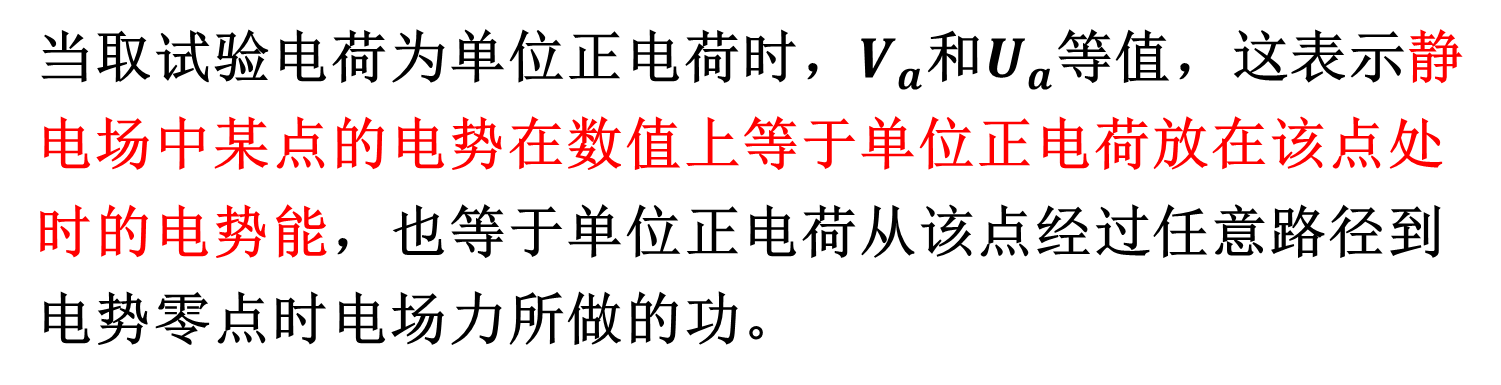 当取试验电荷为单位正电荷时，Va和Ua等值，这表示静
电场中某点的电势在数值上等于单位正电荷放在该点处
时的电势能，也等于单位正电荷从该点经过任意路径到
电势零点时电场力所做的功。